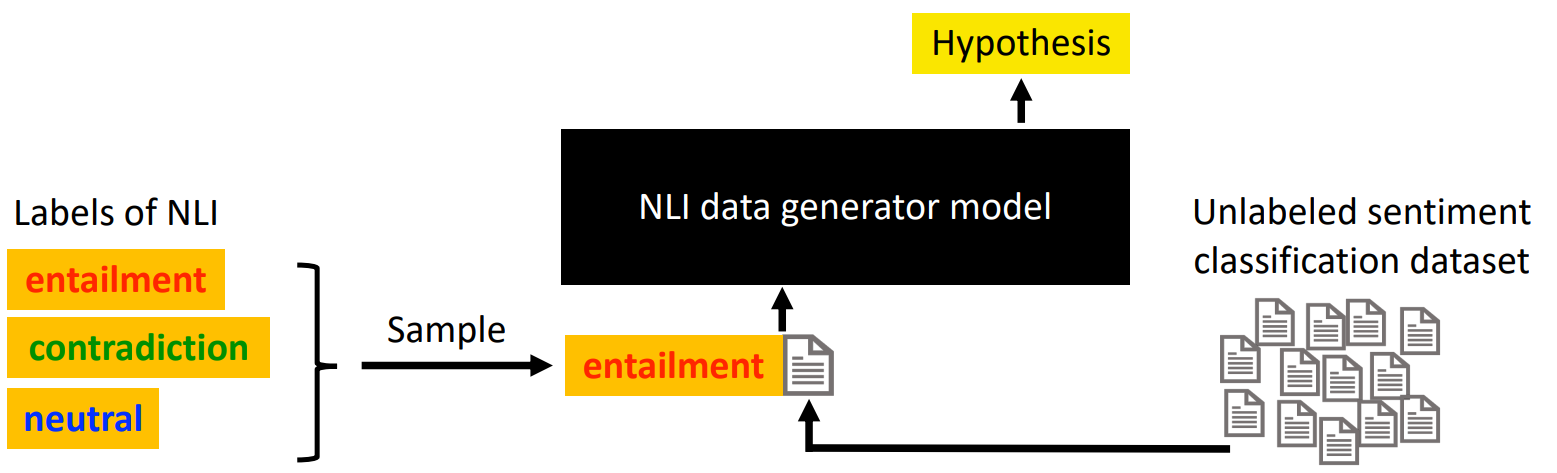 Hypothesis
NLI data generator model
Labels of NLI
entailment
contradiction
neutral
Sample
entailment
Unlabeled sentiment
classification dataset